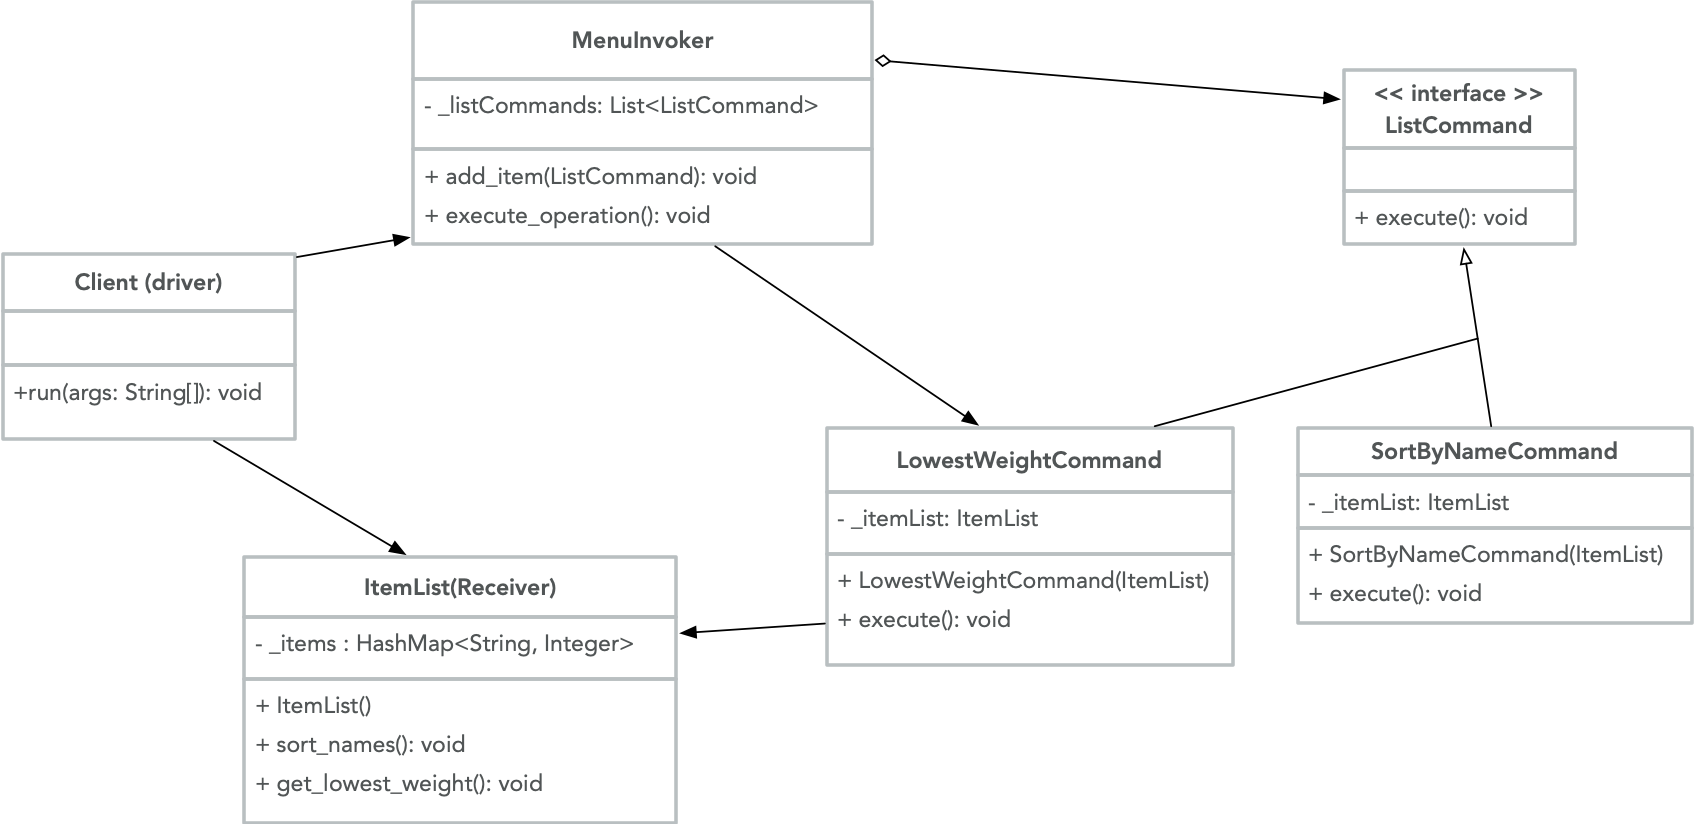 MenuInvoker
- _listCommands: List<ListCommand>
+ add_item(ListCommand): void
+ execute_operation(): void
<< interface >>
ListCommand
+ execute(): void
Client (driver)
+run(args: String[]): void
LowestWeightCommand
- _itemList: ItemList
+ LowestWeightCommand(ItemList)
+ execute(): void
SortByNameCommand
- _itemList: ItemList
+ SortByNameCommand(ItemList)
+ execute(): void
ItemList(Receiver)
- _items : HashMap<String, Integer>
+ ItemList()
+ sort_names(): void
+ get_lowest_weight(): void